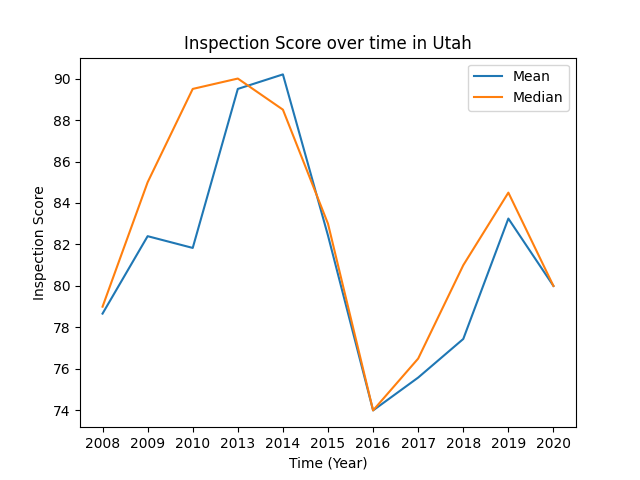 Inspection Score over time in Utah
Mean
Median
90
88
86
84
82
80
78
76
74
Inspection Score
2008 2009 2010 2013 2014 2015 2016 2017 2018 2019 2020
Time (Year)